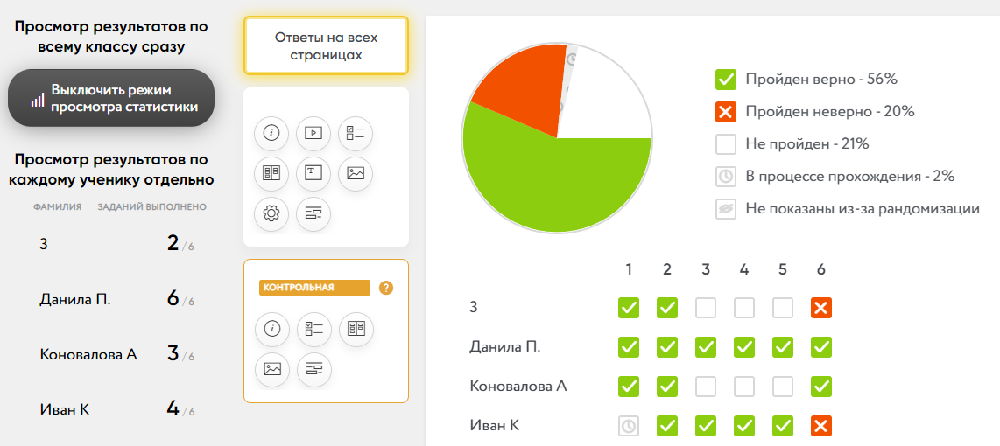 Просмотр результатов по
всему классу сразу
Выключить режим
просмотра статистики
Просмотр результатов по
каждому ученику отдельно
ФАМИЛИЯ ЗАДАНИЙ ВЫПОЛНЕНО
3 2 / 6
Данила П. 6 / 6
Коновалова А 3 / 6
Иван К 4 / 6
Ответы на всех
страницах
КОНТРОЛЬНАЯ ?
Пройден верно - 56%
Пройден неверно - 20%
Не пройден - 21%
В процессе прохождения - 2%
Не показаны из-за рандомизации
1 2 3 4 5 6
3
Данила П.
Коновалова А
Иван К